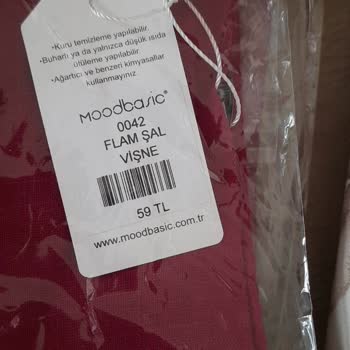 • Kuru temizleme yapılabilir.
• Buharlı ya da yalnızca düşük ısıda
ütüleme yapılabilir.
• Ağartıcı ve benzeri kimyasallar
kullanmayınız.
moodbasic®
0042
FLAM ŞAL
VİŞNE
59 TL
www.moodbasic.com.tr